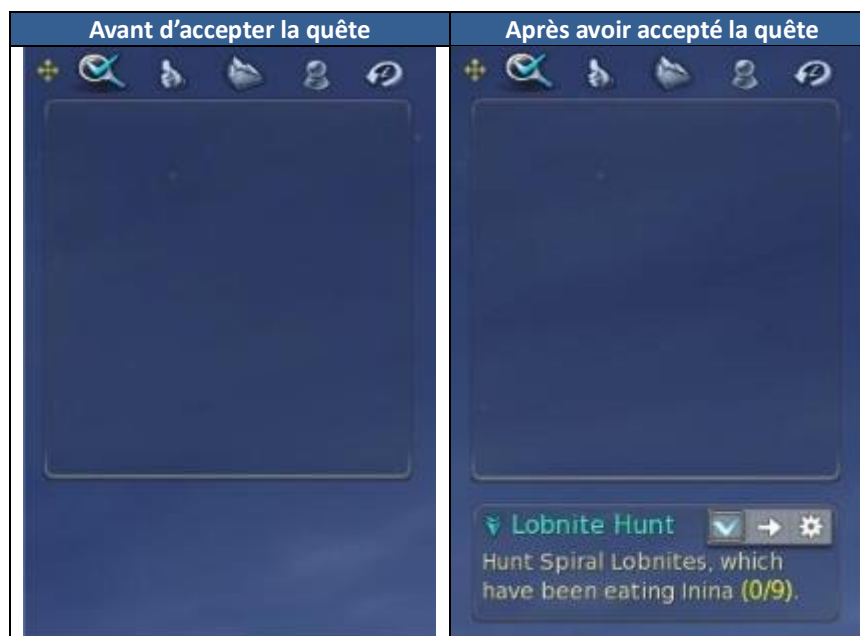 Avant d’accepter la quête
Après avoir accepté la quête
Lobnite Hunt
Hunt Spiral Lobnites, which
have been eating Inina (0/9).